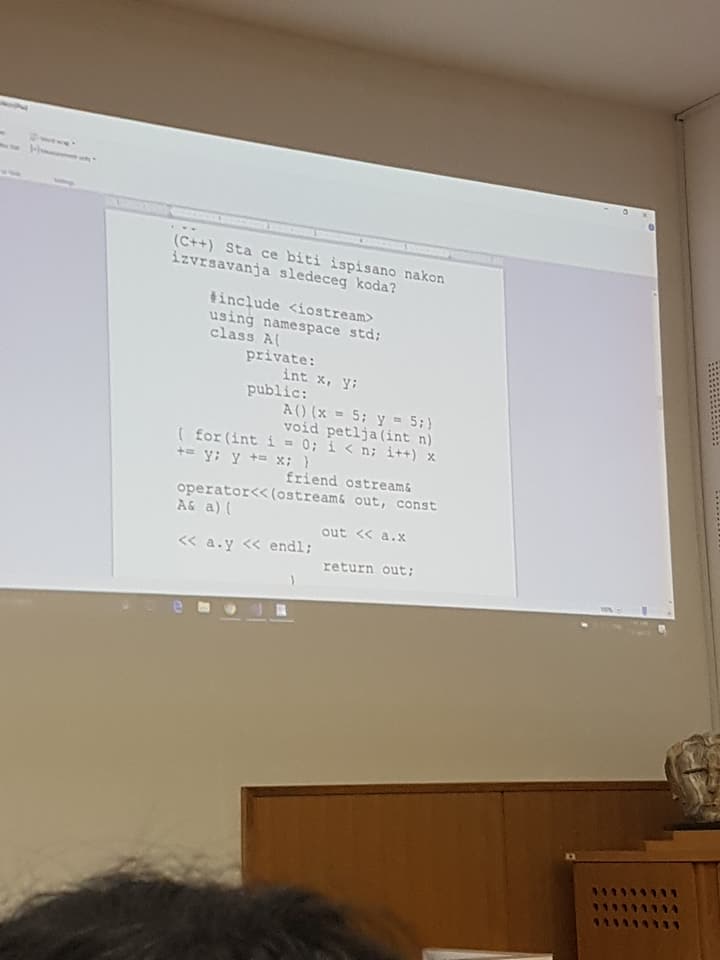 (C++) Sta ce biti ispisano nakon
izvrsavanja sledeceg koda?
#include <iostream>
using namespace std;
class A{
private:
int x, y;
public:
A(){x = 5; y = 5;}
void petlja(int n)
{ for(int i = 0; i < n; i++) x
+= y; y += x; }
friend ostream&
operator<<(ostream& out, const
A& a){
out << a.x
<< a.y << endl;
return out;
}